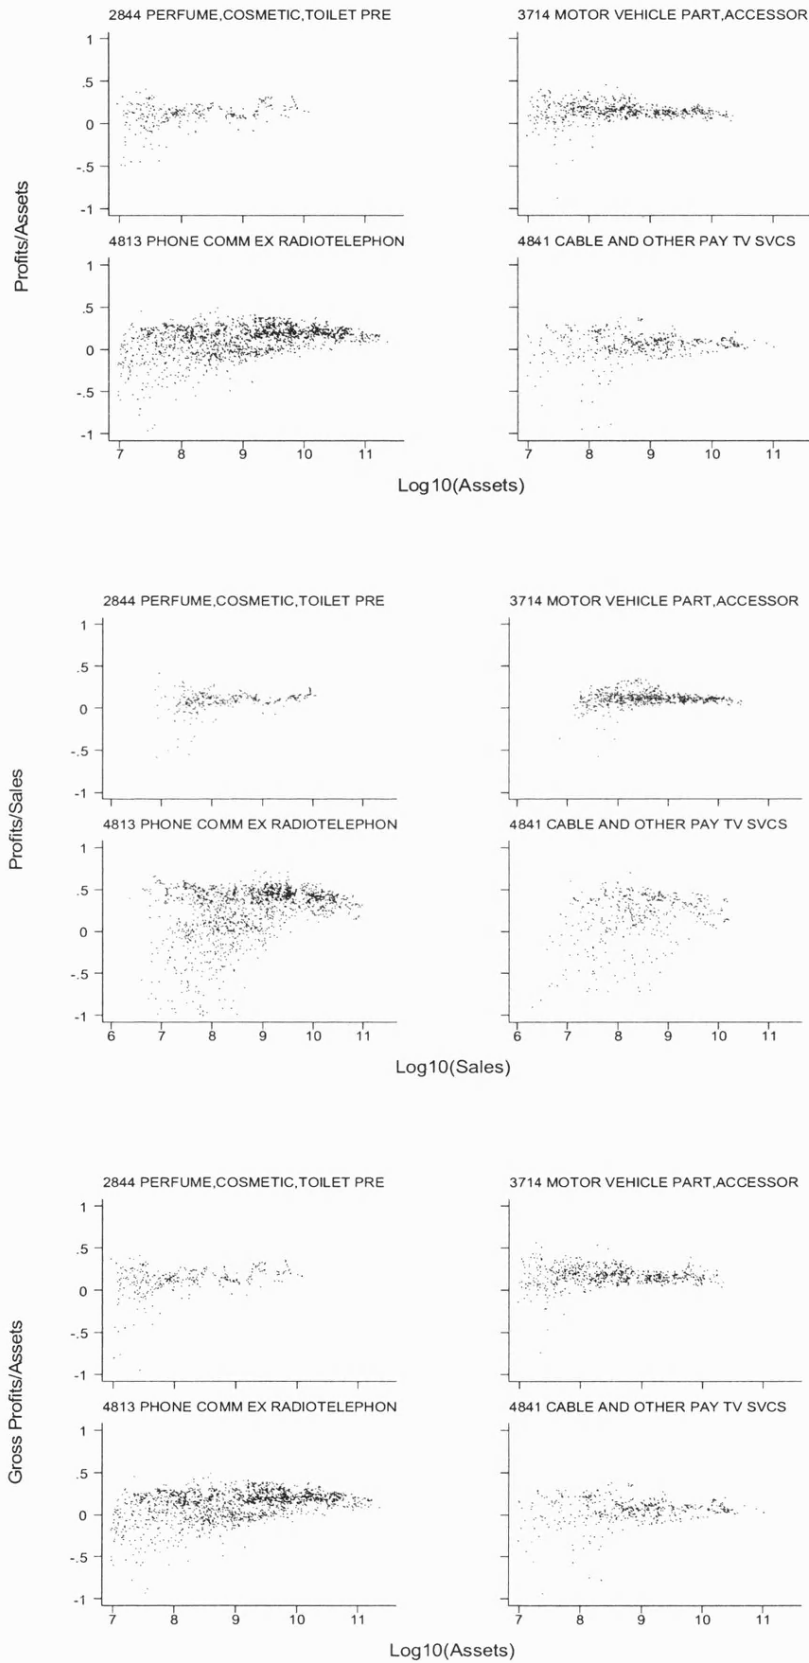 2844 PERFUME,COSMETIC,TOILET PRE
3714 MOTOR VEHICLE PART,ACCESSOR
1
.5
0
-.5
-1
4813 PHONE COMM EX RADIOTELEPHON
4841 CABLE AND OTHER PAY TV SVCS
1
.5
0
-.5
-1
7 8 9 10 11
7 8 9 10 11
Profits/Assets
Log10(Assets)
2844 PERFUME,COSMETIC,TOILET PRE
3714 MOTOR VEHICLE PART,ACCESSOR
1
.5
0
-.5
-1
4813 PHONE COMM EX RADIOTELEPHON
4841 CABLE AND OTHER PAY TV SVCS
1
.5
0
-.5
-1
6 7 8 9 10 11
6 7 8 9 10 11
Profits/Sales
Log10(Sales)
2844 PERFUME,COSMETIC,TOILET PRE
3714 MOTOR VEHICLE PART,ACCESSOR
1
.5
0
-.5
-1
4813 PHONE COMM EX RADIOTELEPHON
4841 CABLE AND OTHER PAY TV SVCS
1
.5
0
-.5
-1
7 8 9 10 11
7 8 9 10 11
Gross Profits/Assets
Log10(Assets)